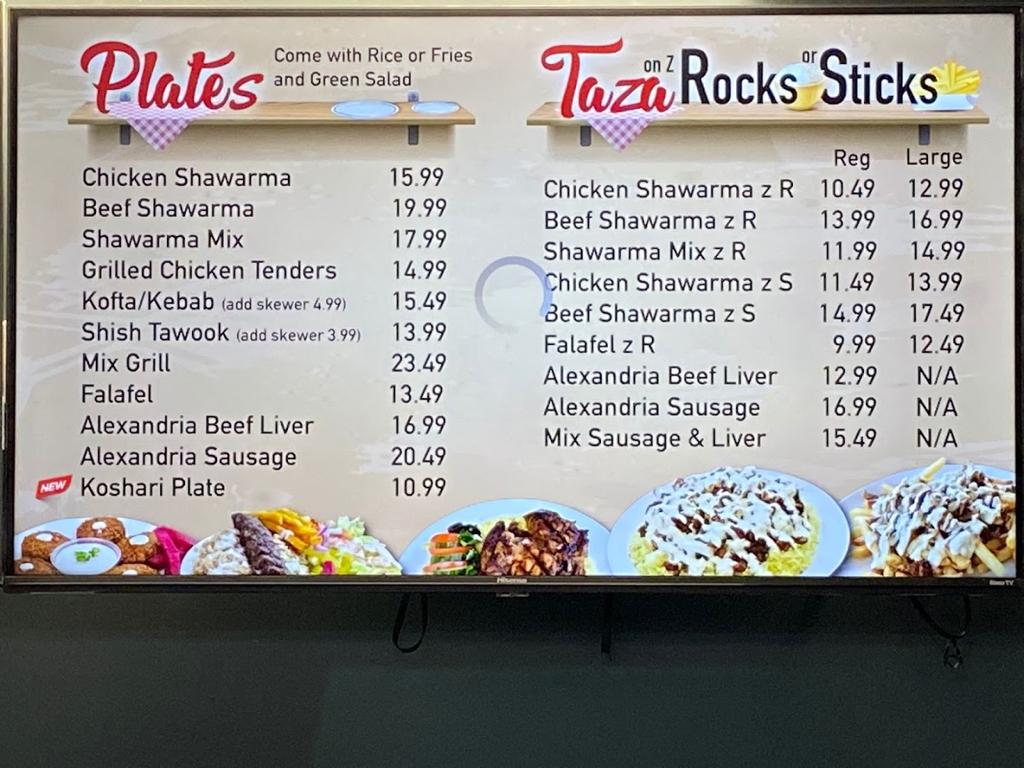 Plates
Come with Rice or Fries
and Green Salad
Chicken Shawarma 15.99
Beef Shawarma 19.99
Shawarma Mix 17.99
Grilled Chicken Tenders 14.99
Kofta/Kebab (add skewer 4.99) 15.49
Shish Tawook (add skewer 3.99) 13.99
Mix Grill 23.49
Falafel 13.49
Alexandria Beef Liver 16.99
Alexandria Sausage 20.49
NEW Koshari Plate 10.99
Taza on Z Rocks or Sticks
Reg Large
Chicken Shawarma z R 10.49 12.99
Beef Shawarma z R 13.99 16.99
Shawarma Mix z R 11.99 14.99
Chicken Shawarma z S 11.49 13.99
Beef Shawarma z S 14.99 17.49
Falafel z R 9.99 12.49
Alexandria Beef Liver 12.99 N/A
Alexandria Sausage 16.99 N/A
Mix Sausage & Liver 15.49 N/A
Hisense
Roku TV